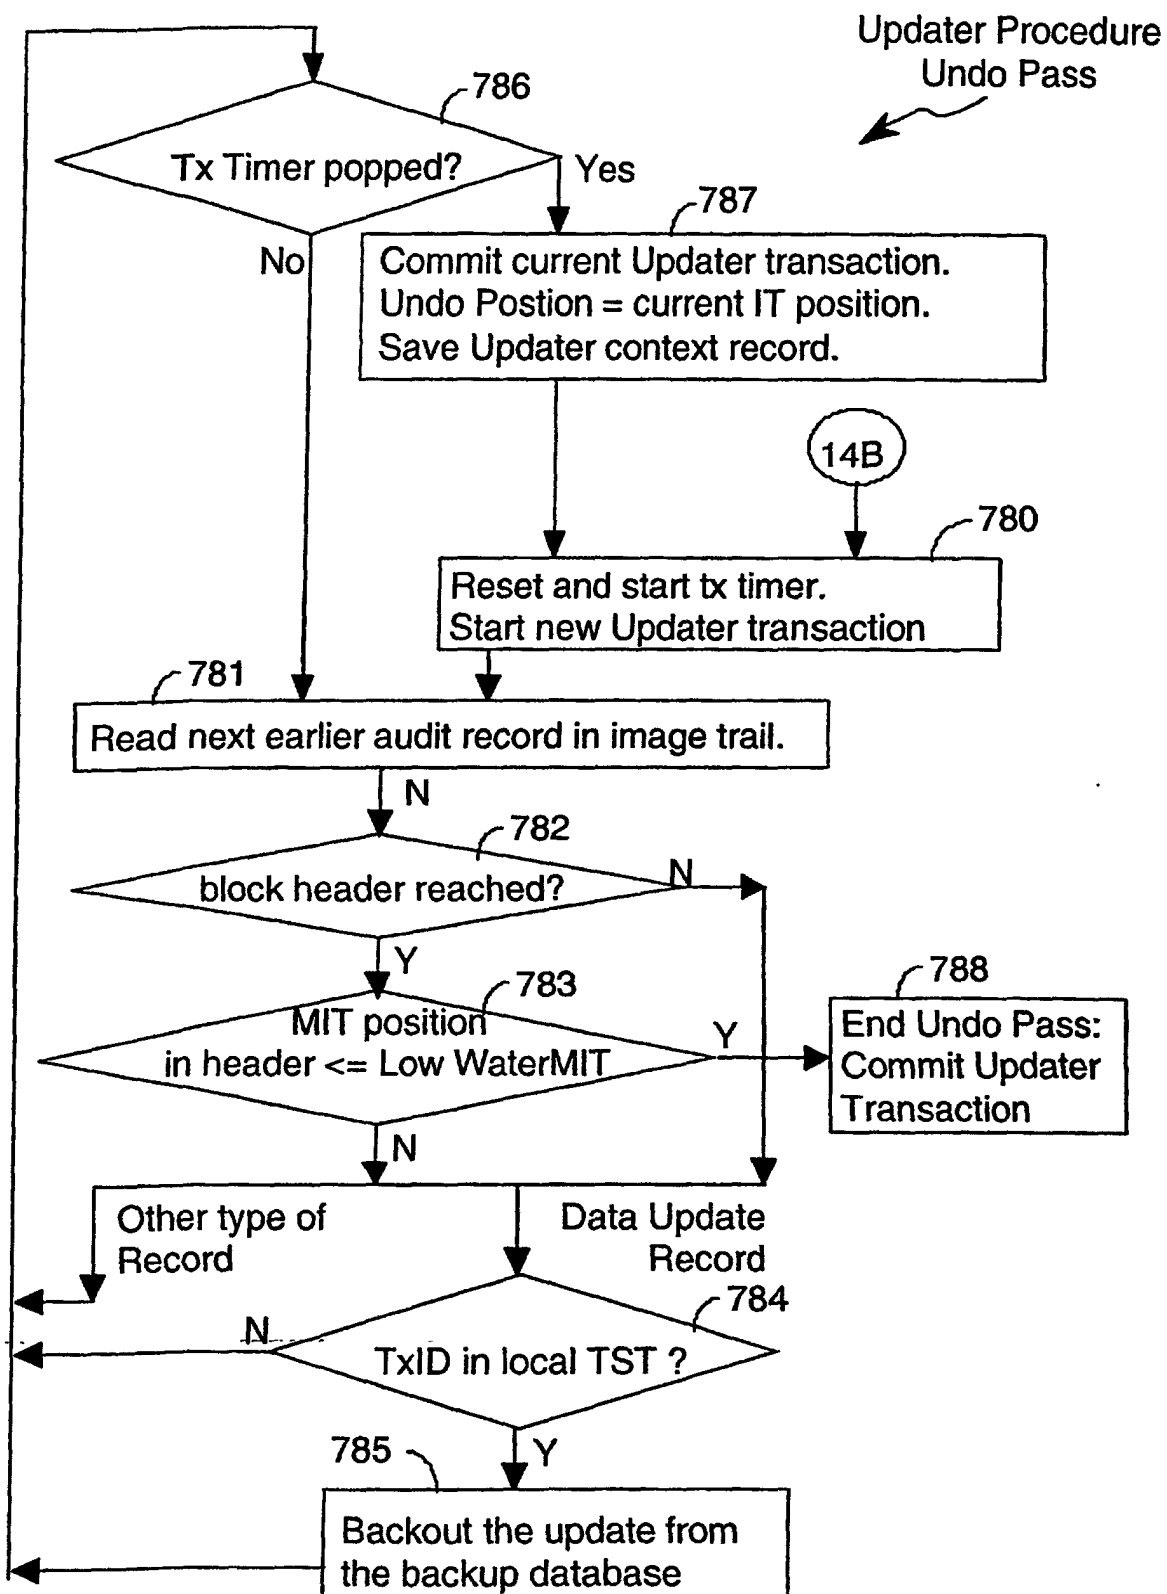 Updater Procedure
Undo Pass
786
Tx Timer popped?
Yes
No
787
Commit current Updater transaction.
Undo Postion = current IT position.
Save Updater context record.
14B
780
Reset and start tx timer.
Start new Updater transaction
781
Read next earlier audit record in image trail.
N
782
block header reached?
N
Y
783
MIT position
in header <= Low WaterMIT
Y
N
788
End Undo Pass:
Commit Updater
Transaction
Other type of
Record
Data Update
Record
784
TxID in local TST ?
N
Y
785
Backout the update from
the backup database